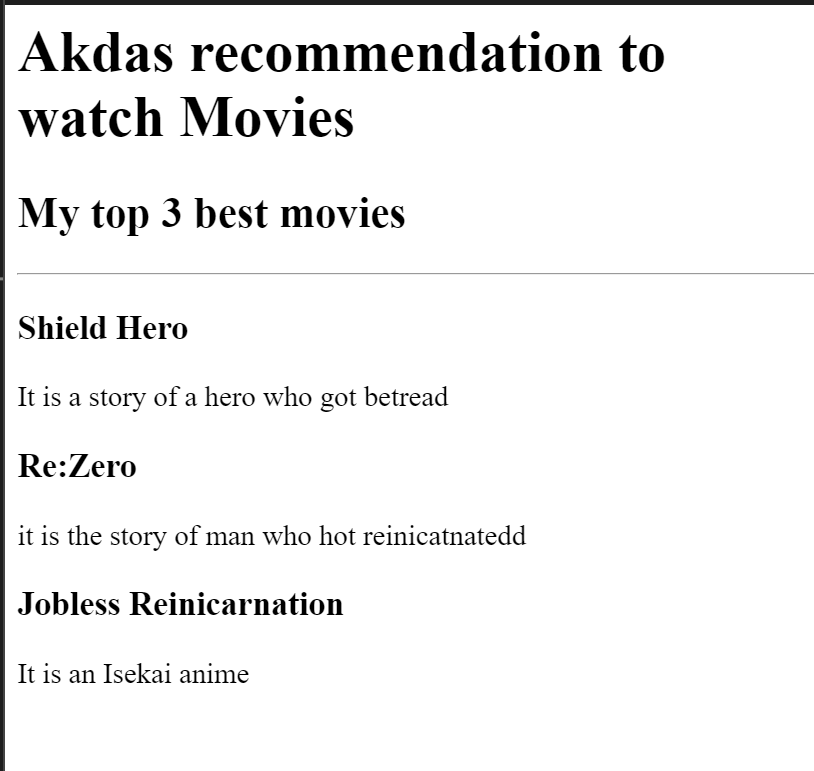 Akdas recommendation to
watch Movies
My top 3 best movies
Shield Hero
It is a story of a hero who got betread
Re:Zero
it is the story of man who hot reinicatnatedd
Jobless Reinicarnation
It is an Isekai anime